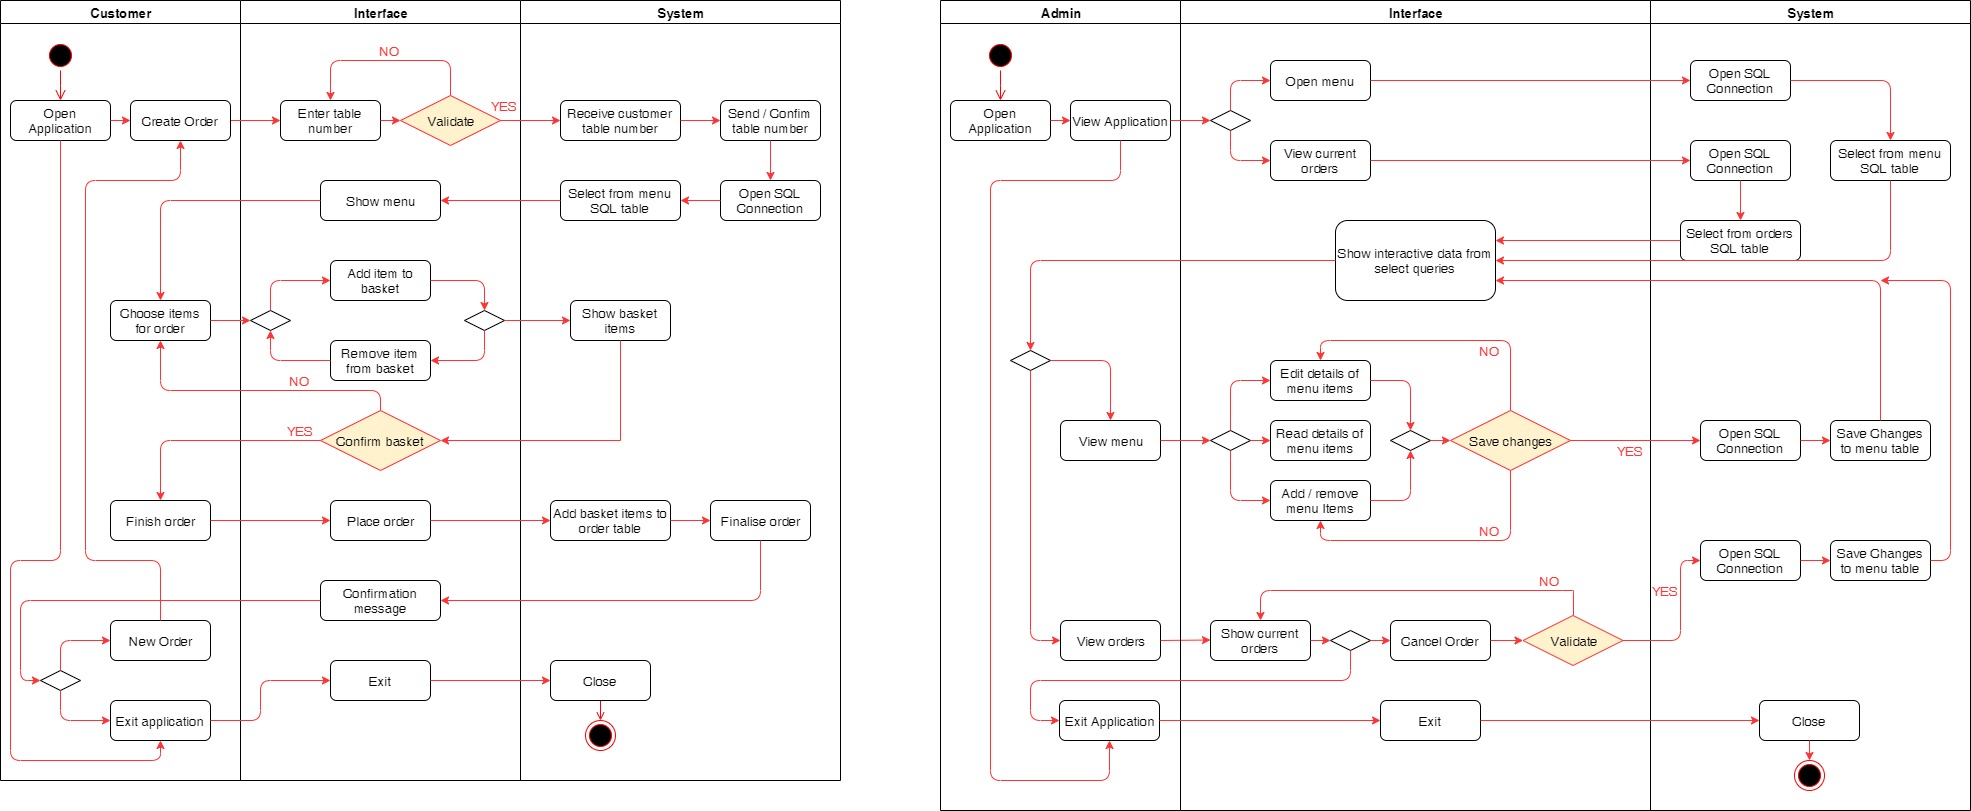 Customer
Interface
System
NO
Open
Application
Create Order
Enter table
number
Validate
YES
Receive customer
table number
Send / Confim
table number
Show menu
Select from menu
SQL table
Open SQL
Connection
Add item to
basket
Choose items
for order
Show basket
items
Remove item
from basket
NO
YES
Confirm basket
Finish order
Place order
Add basket items to
order table
Finalise order
Confirmation
message
New Order
Exit
Close
Exit application
Admin
Interface
System
Open menu
Open SQL
Connection
Open
Application
View Application
View current
orders
Open SQL
Connection
Select from menu
SQL table
Select from orders
SQL table
Show interactive data from
select queries
NO
Edit details of
menu items
View menu
Read details of
menu items
Save changes
YES
Open SQL
Connection
Save Changes
to menu table
Add / remove
menu Items
NO
Open SQL
Connection
Save Changes
to menu table
NO
YES
View orders
Show current
orders
Cancel Order
Validate
Exit Application
Exit
Close